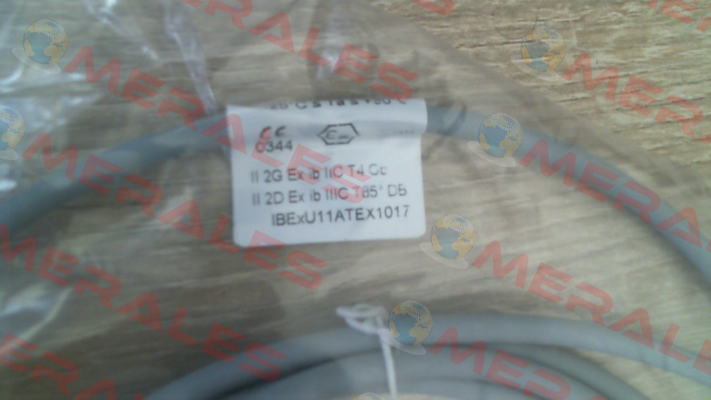 MERALES
CE
0344
II 2G Ex ib IIC T4 Gb
II 2D Ex ib IIIC T85° DB
IBExU11ATEX1017
MERALES
MERALES
MERALES
MERALES